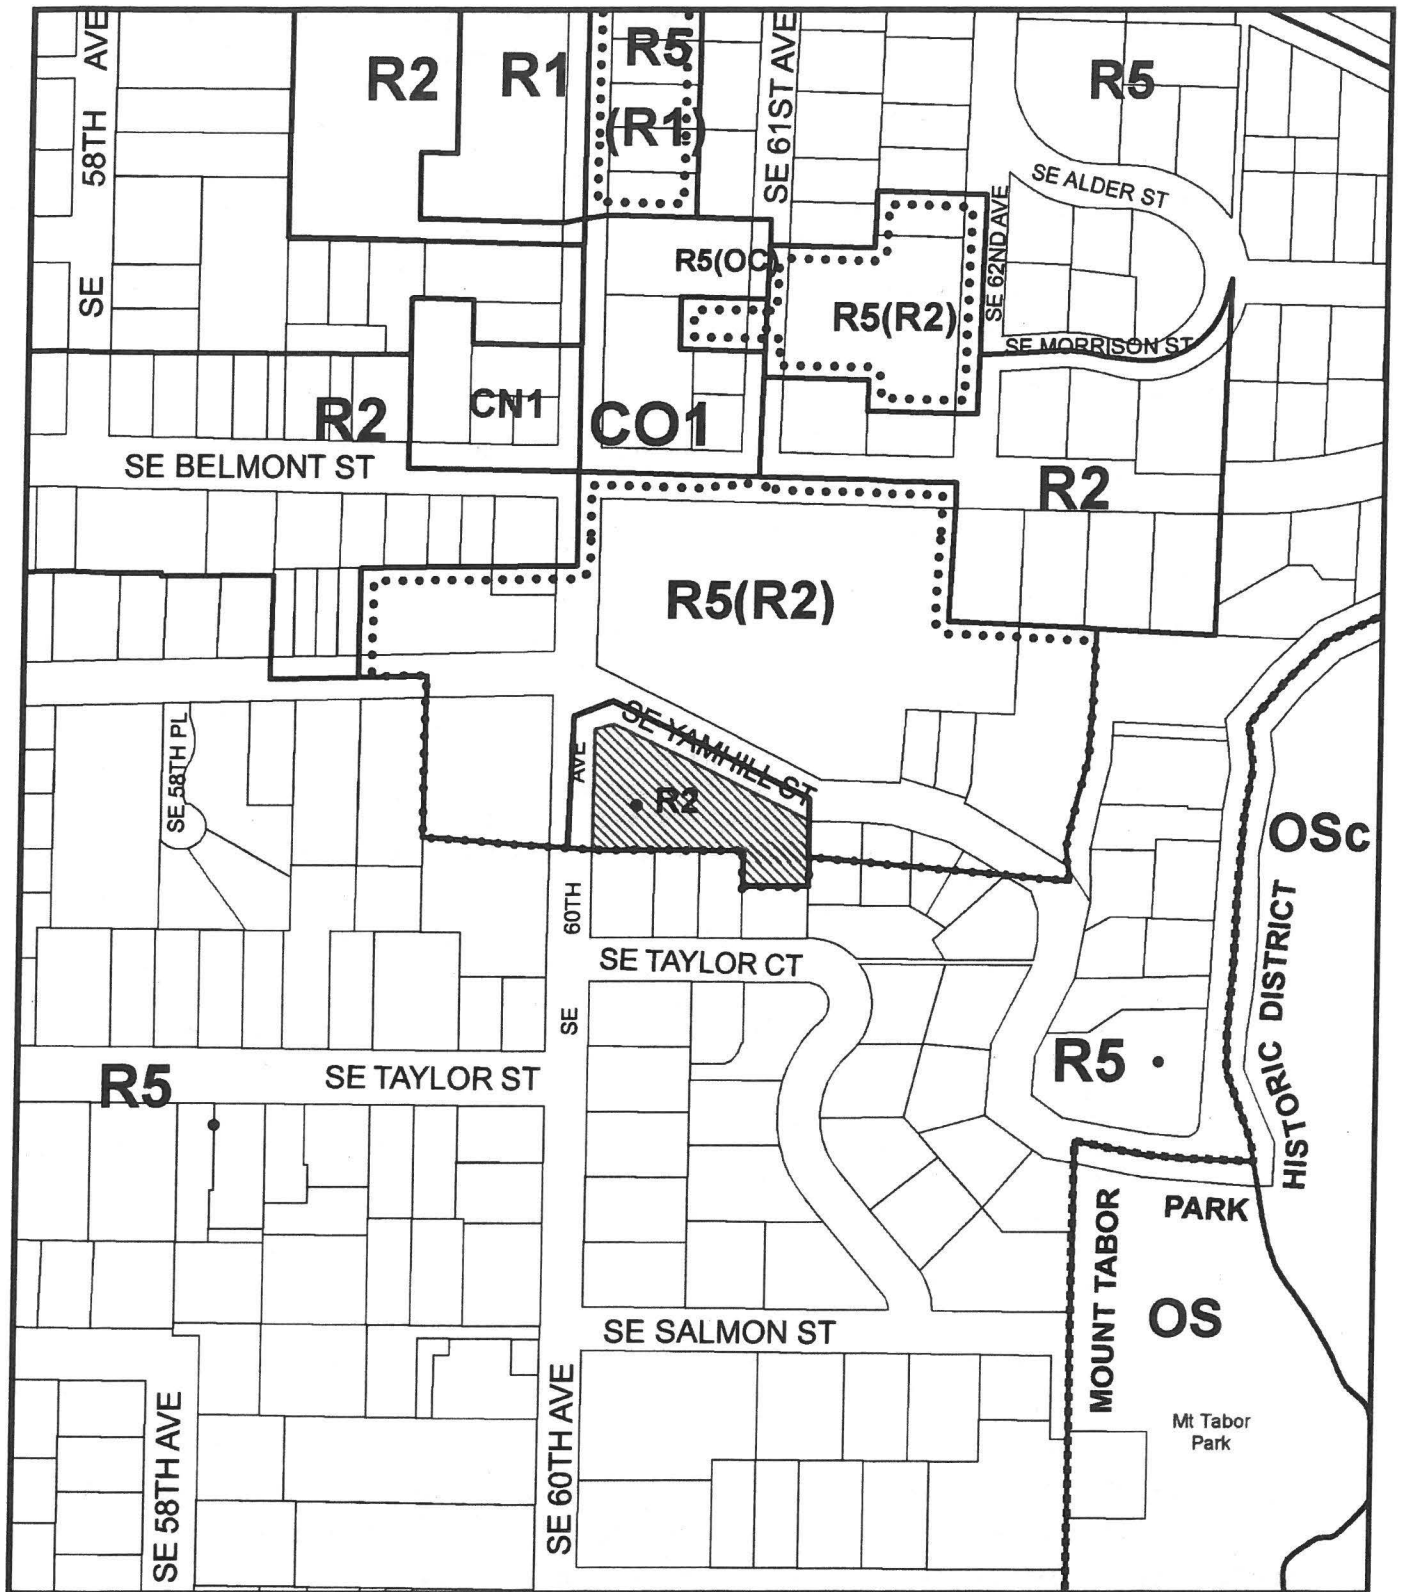 SE 58TH AVE
R2
R1
R5
(R1)
SE 61ST AVE
R5
SE ALDER ST
SE 62ND AVE
R5(OC)
R5(R2)
SE MORRISON ST
R2
CN1
CO1
SE BELMONT ST
R2
R5(R2)
SE 58TH PL
SE YAMHILL ST
R2
OSc
SE 60TH AVE
SE TAYLOR CT
R5
SE TAYLOR ST
R5
MOUNT TABOR PARK HISTORIC DISTRICT
OS
SE SALMON ST
Mt Tabor
Park
SE 58TH AVE
SE 60TH AVE